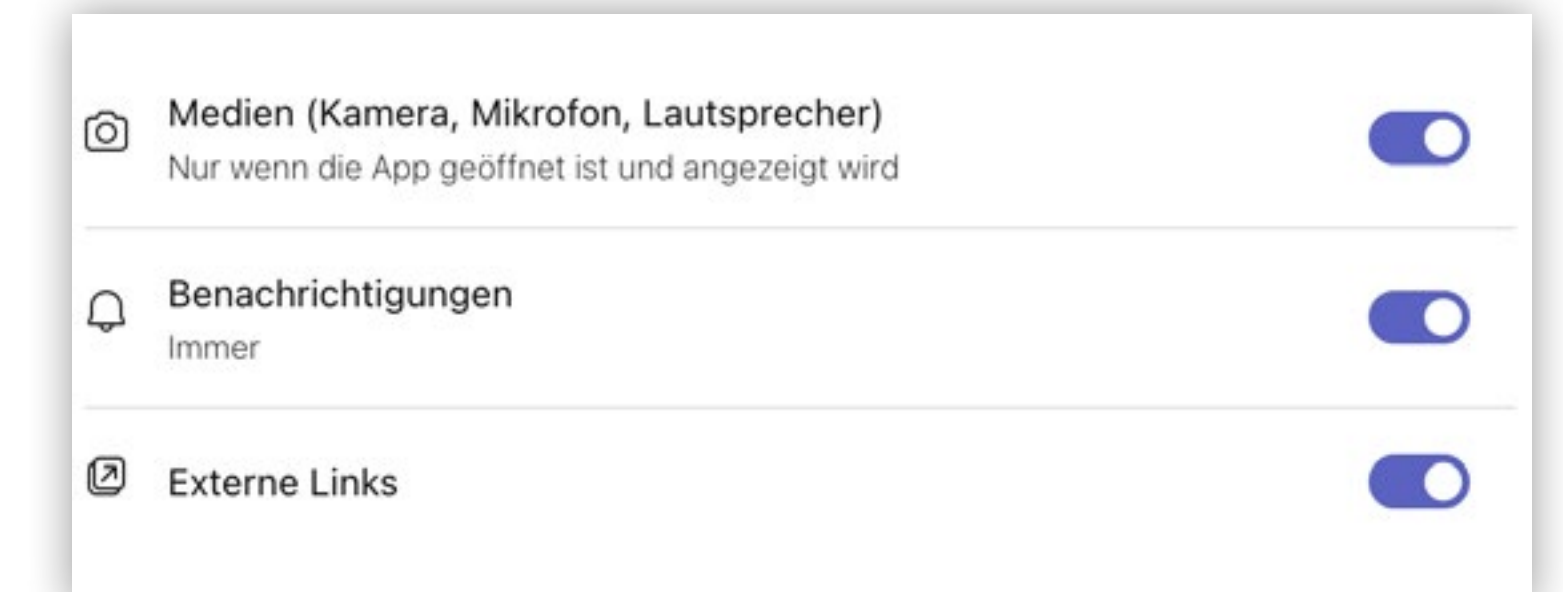 Medien (Kamera, Mikrofon, Lautsprecher)
Nur wenn die App geöffnet ist und angezeigt wird
Benachrichtigungen
Immer
Externe Links